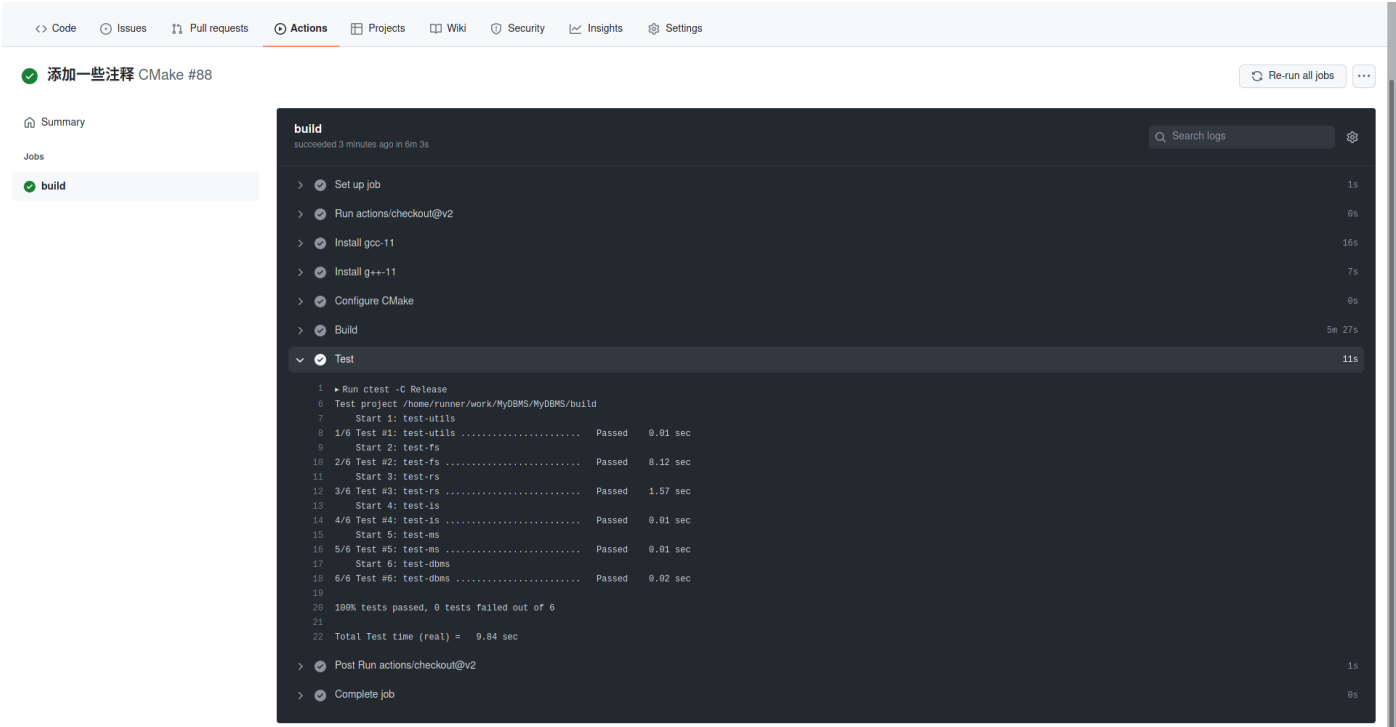 Code Issues Pull requests Actions Projects Wiki Insights Security Insights Settings
添加一些注释 CMake #88
Re-run all jobs
Summary
Jobs
build
build
succeeded 3 minutes ago in 6m 3s
Search logs
Set up job 1s
Run actions/checkout@v2 0s
Install gcc-11 16s
Install g++-11 7s
Configure CMake 0s
Build 5m 27s
Test 11s
1 Run ctest -C Release
6 Test project /home/runner/work/MyDBMS/MyDBMS/build
7 Start 1: test-utils
8 1/6 Test #1: test-utils ....................... Passed 0.01 sec
9 Start 2: test-fs
10 2/6 Test #2: test-fs .......................... Passed 8.12 sec
11 Start 3: test-rs
12 3/6 Test #3: test-rs .......................... Passed 1.57 sec
13 Start 4: test-is
14 4/6 Test #4: test-is .......................... Passed 0.01 sec
15 Start 5: test-ms
16 5/6 Test #5: test-ms .......................... Passed 0.01 sec
17 Start 6: test-dbms
18 6/6 Test #6: test-dbms ........................ Passed 0.02 sec
19
20 100% tests passed, 0 tests failed out of 6
21
22 Total Test time (real) = 9.84 sec
Post Run actions/checkout@v2 1s
Complete job 0s